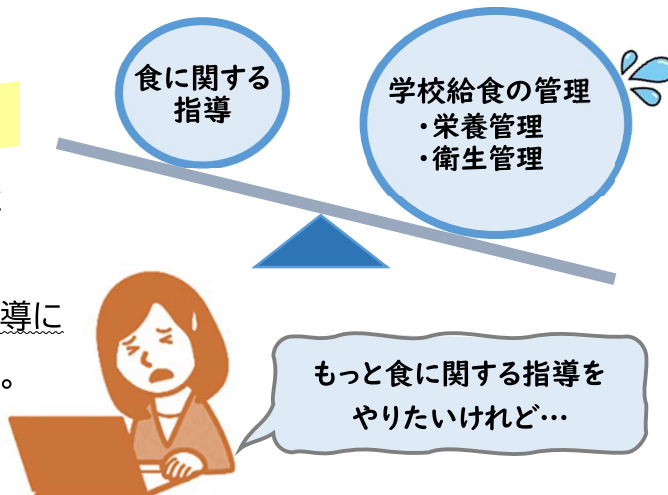 食に関する
指導
学校給食の管理
・栄養管理
・衛生管理
導に
。
もっと食に関する指導を
やりたいけれど…